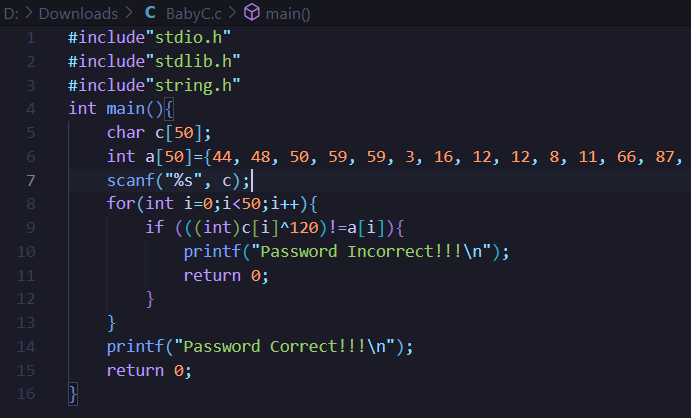 D: > Downloads > C BabyC.c > main()
1 #include"stdio.h"
2 #include"stdlib.h"
3 #include"string.h"
4 int main(){
5 char c[50];
6 int a[50]={44, 48, 50, 59, 59, 3, 16, 12, 12, 8, 11, 66, 87,
7 scanf("%s", c);
8 for(int i=0;i<50;i++){
9 if (((int)c[i]^120)!=a[i]){
10 printf("Password Incorrect!!!\n");
11 return 0;
12 }
13 }
14 printf("Password Correct!!!\n");
15 return 0;
16 }